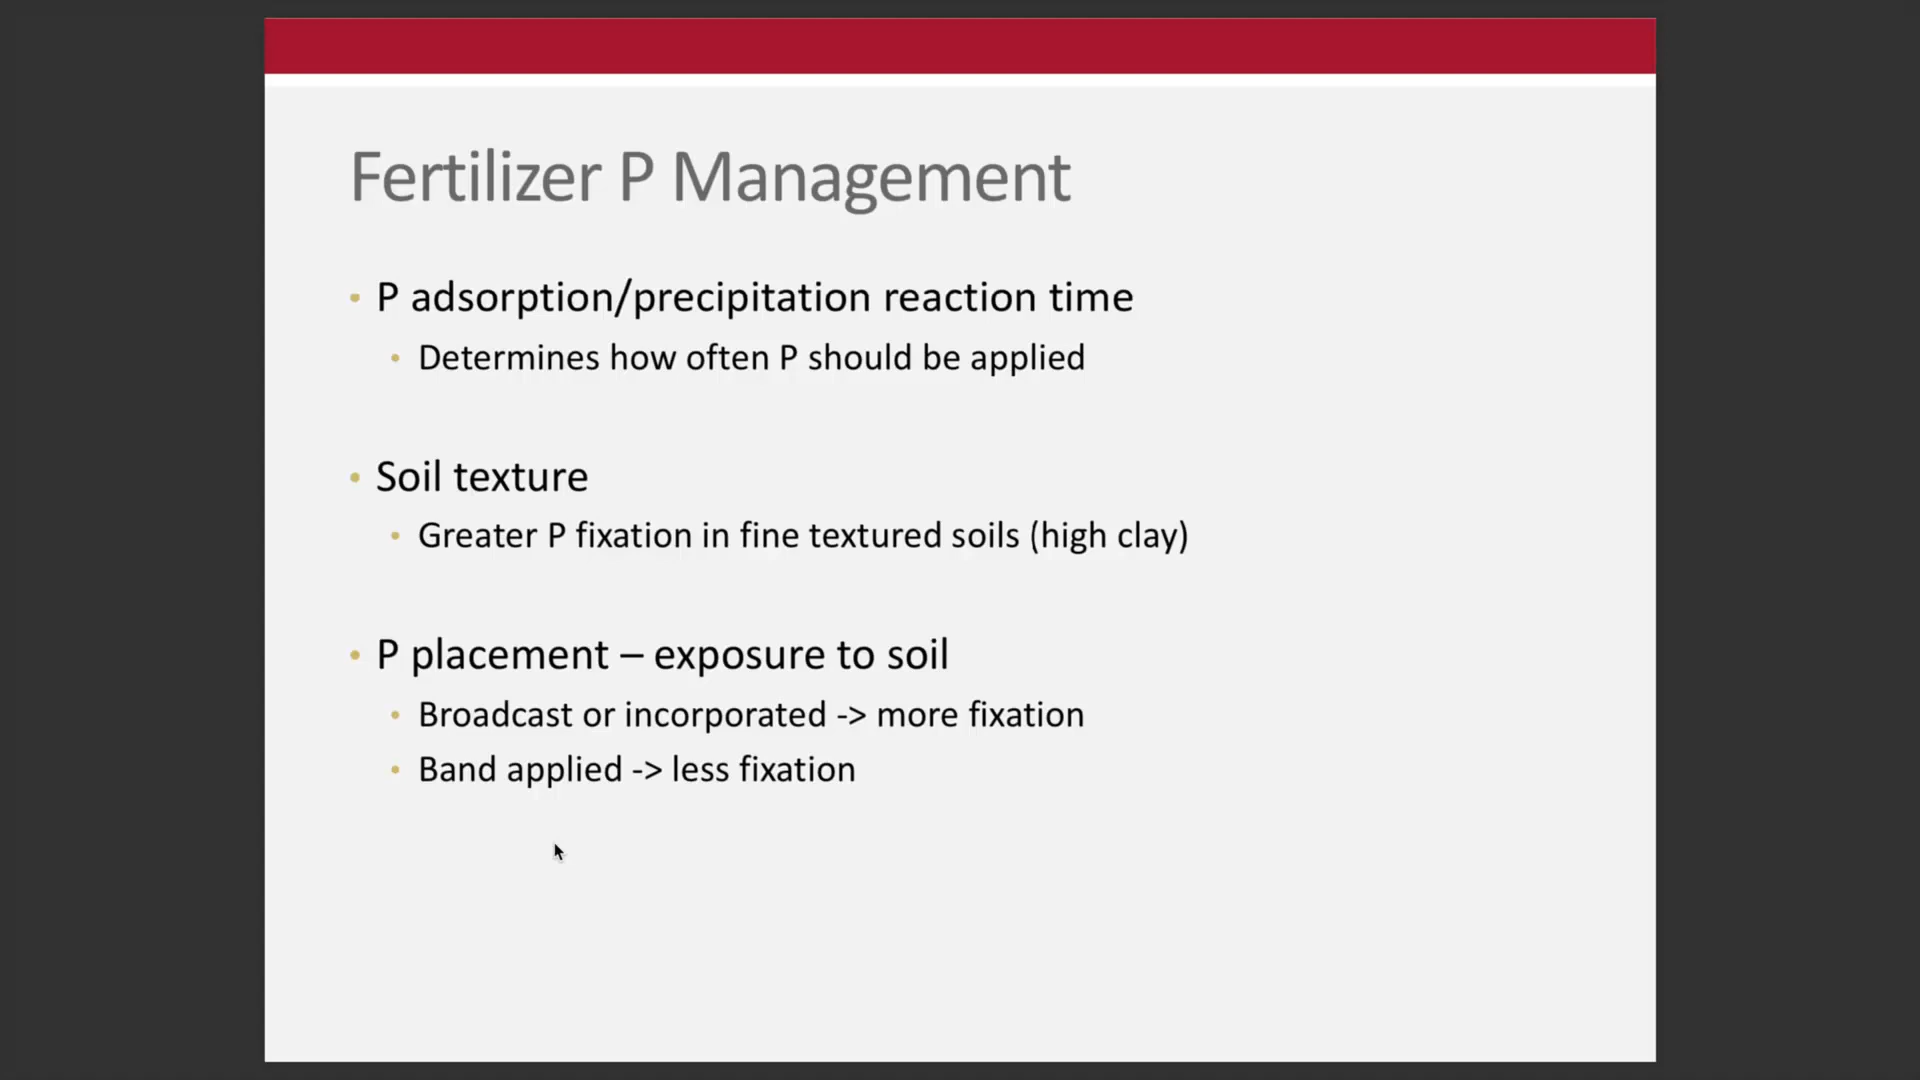 Fertilizer P Management
• P adsorption/precipitation reaction time
• Determines how often P should be applied
• Soil texture
• Greater P fixation in fine textured soils (high clay)
• P placement – exposure to soil
• Broadcast or incorporated -> more fixation
• Band applied -> less fixation